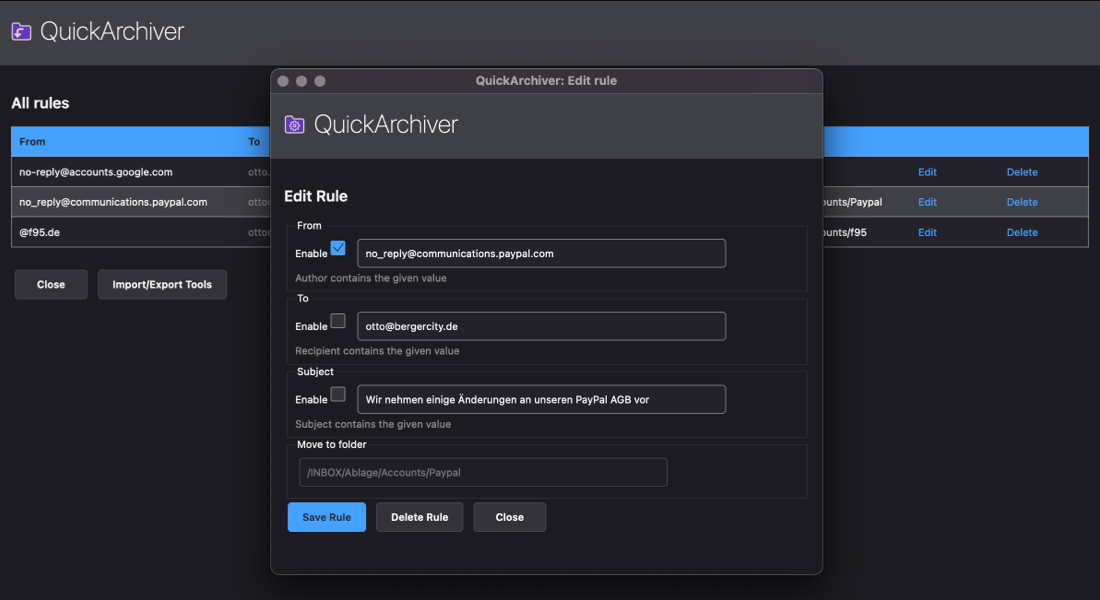 QuickArchiver
All rules
From To
no-reply@accounts.google.com otto. Edit Delete
no_reply@communications.paypal.com otto ounts/Paypal Edit Delete
@f95.de otto ounts/f95 Edit Delete
Close Import/Export Tools
QuickArchiver: Edit rule
QuickArchiver
Edit Rule
From
Enable no_reply@communications.paypal.com
Author contains the given value
To
Enable otto@bergercity.de
Recipient contains the given value
Subject
Enable Wir nehmen einige Änderungen an unseren PayPal AGB vor
Subject contains the given value
Move to folder
/INBOX/Ablage/Accounts/Paypal
Save Rule Delete Rule Close